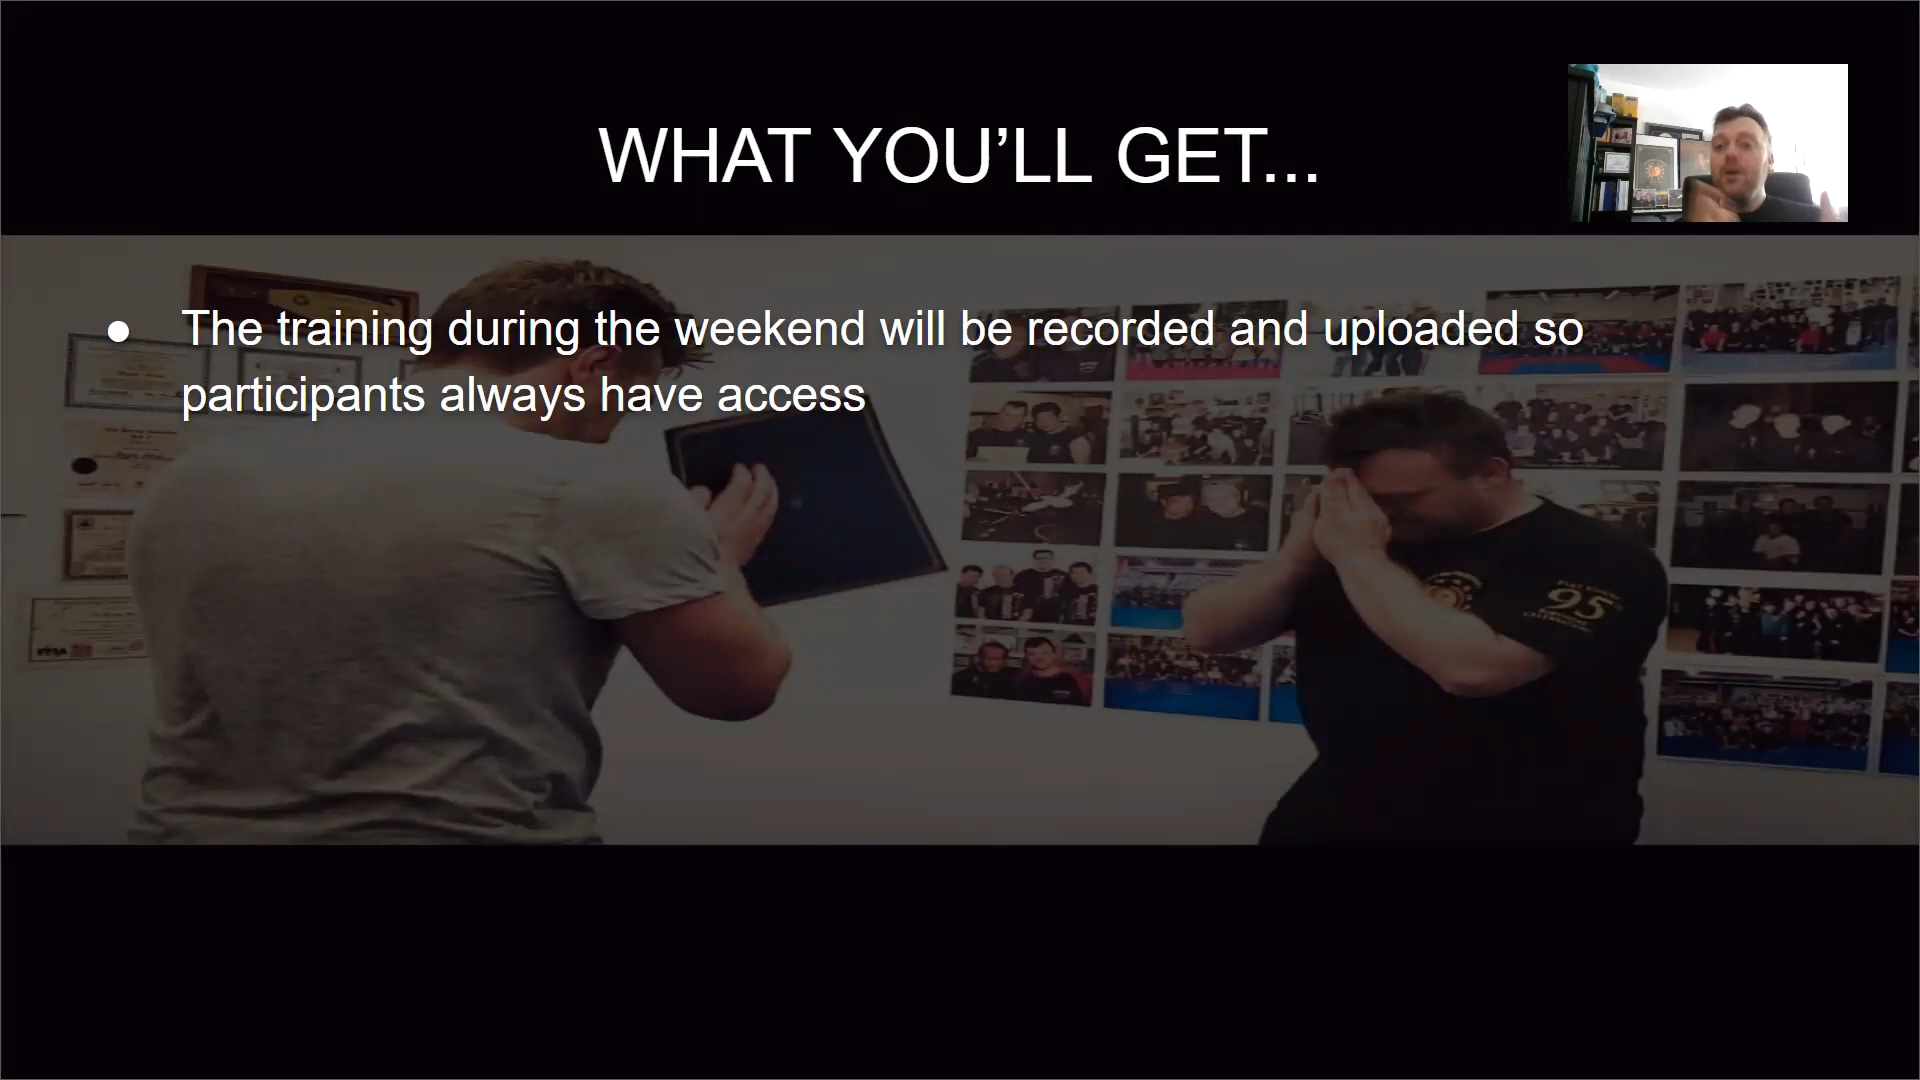 WHAT YOU’LL GET...
● The training during the weekend will be recorded and uploaded so
participants always have access
95